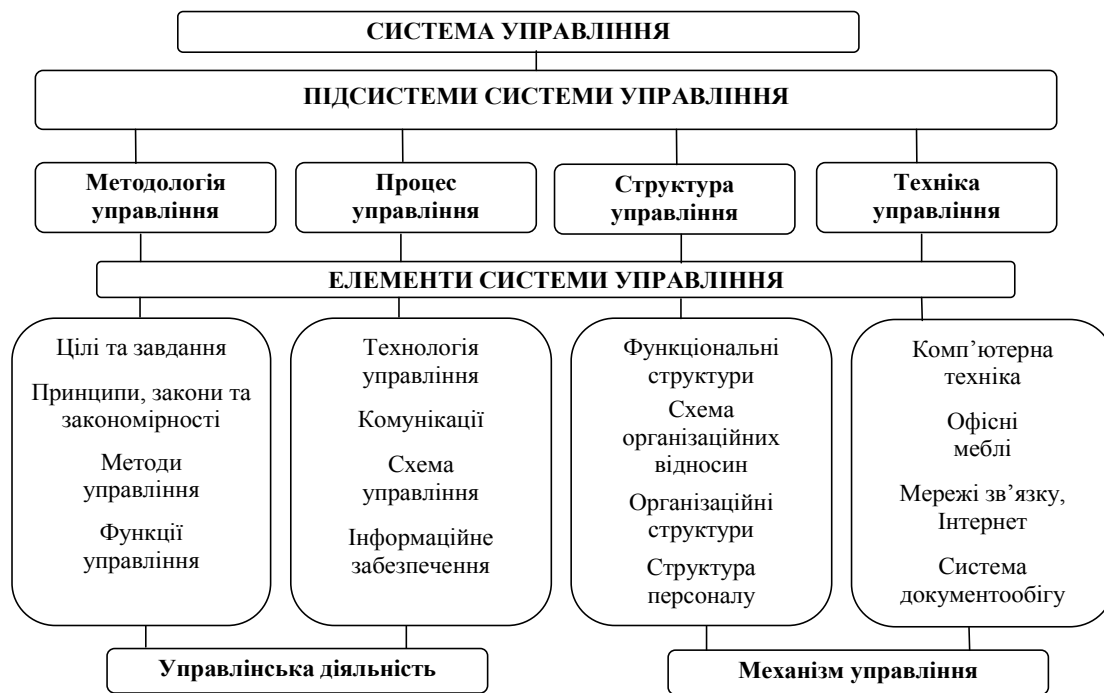 СИСТЕМА УПРАВЛІННЯ
ПІДСИСТЕМИ СИСТЕМИ УПРАВЛІННЯ
Методологія
управління
Процес
управління
Структура
управління
Техніка
управління
ЕЛЕМЕНТИ СИСТЕМИ УПРАВЛІННЯ
Цілі та завдання
Принципи, закони та
закономірності
Методи
управління
Функції
управління
Технологія
управління
Комунікації
Схема
управління
Інформаційне
забезпечення
Функціональні
структури
Схема
організаційних
відносин
Організаційні
структури
Структура
персоналу
Комп’ютерна
техніка
Офісні
меблі
Мережі зв’язку,
Інтернет
Система
документообігу
Управлінська діяльність
Механізм управління